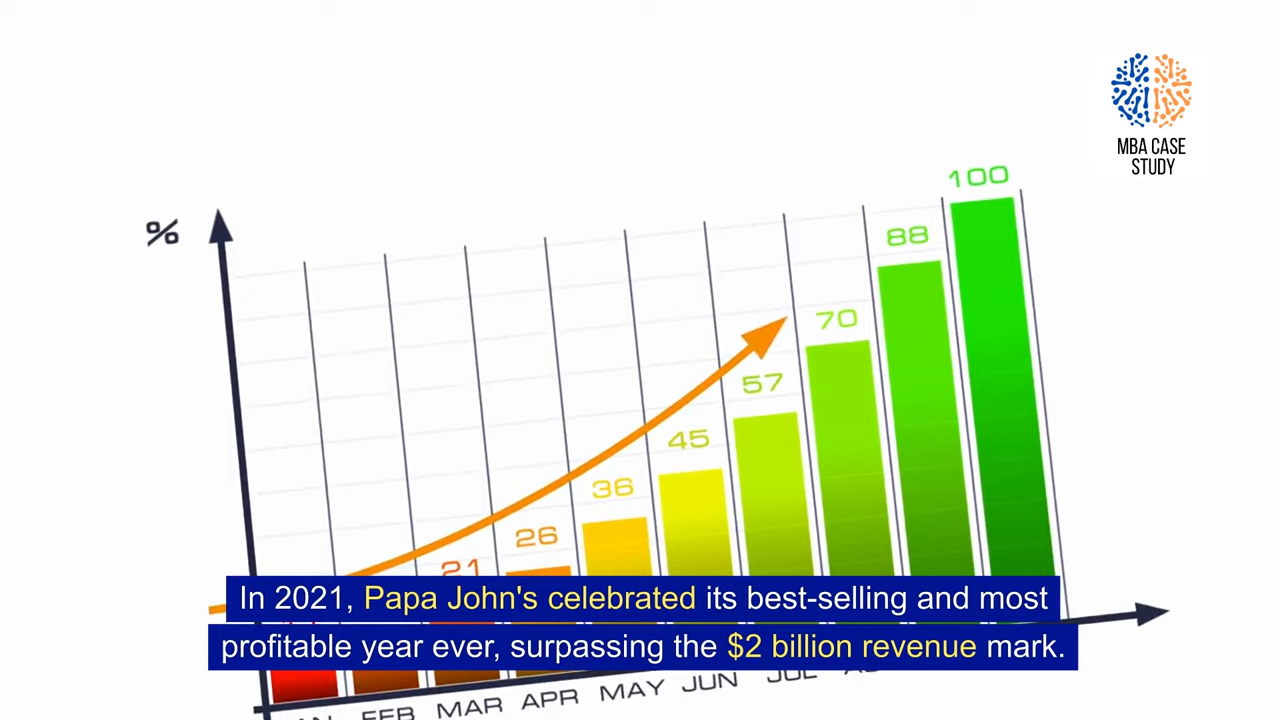 MBA CASE
STUDY
%
100
88
70
57
45
36
26
21
In 2021, Papa John's celebrated its best-selling and most
profitable year ever, surpassing the $2 billion revenue mark.
FEB MAR APR MAY JUN JUL